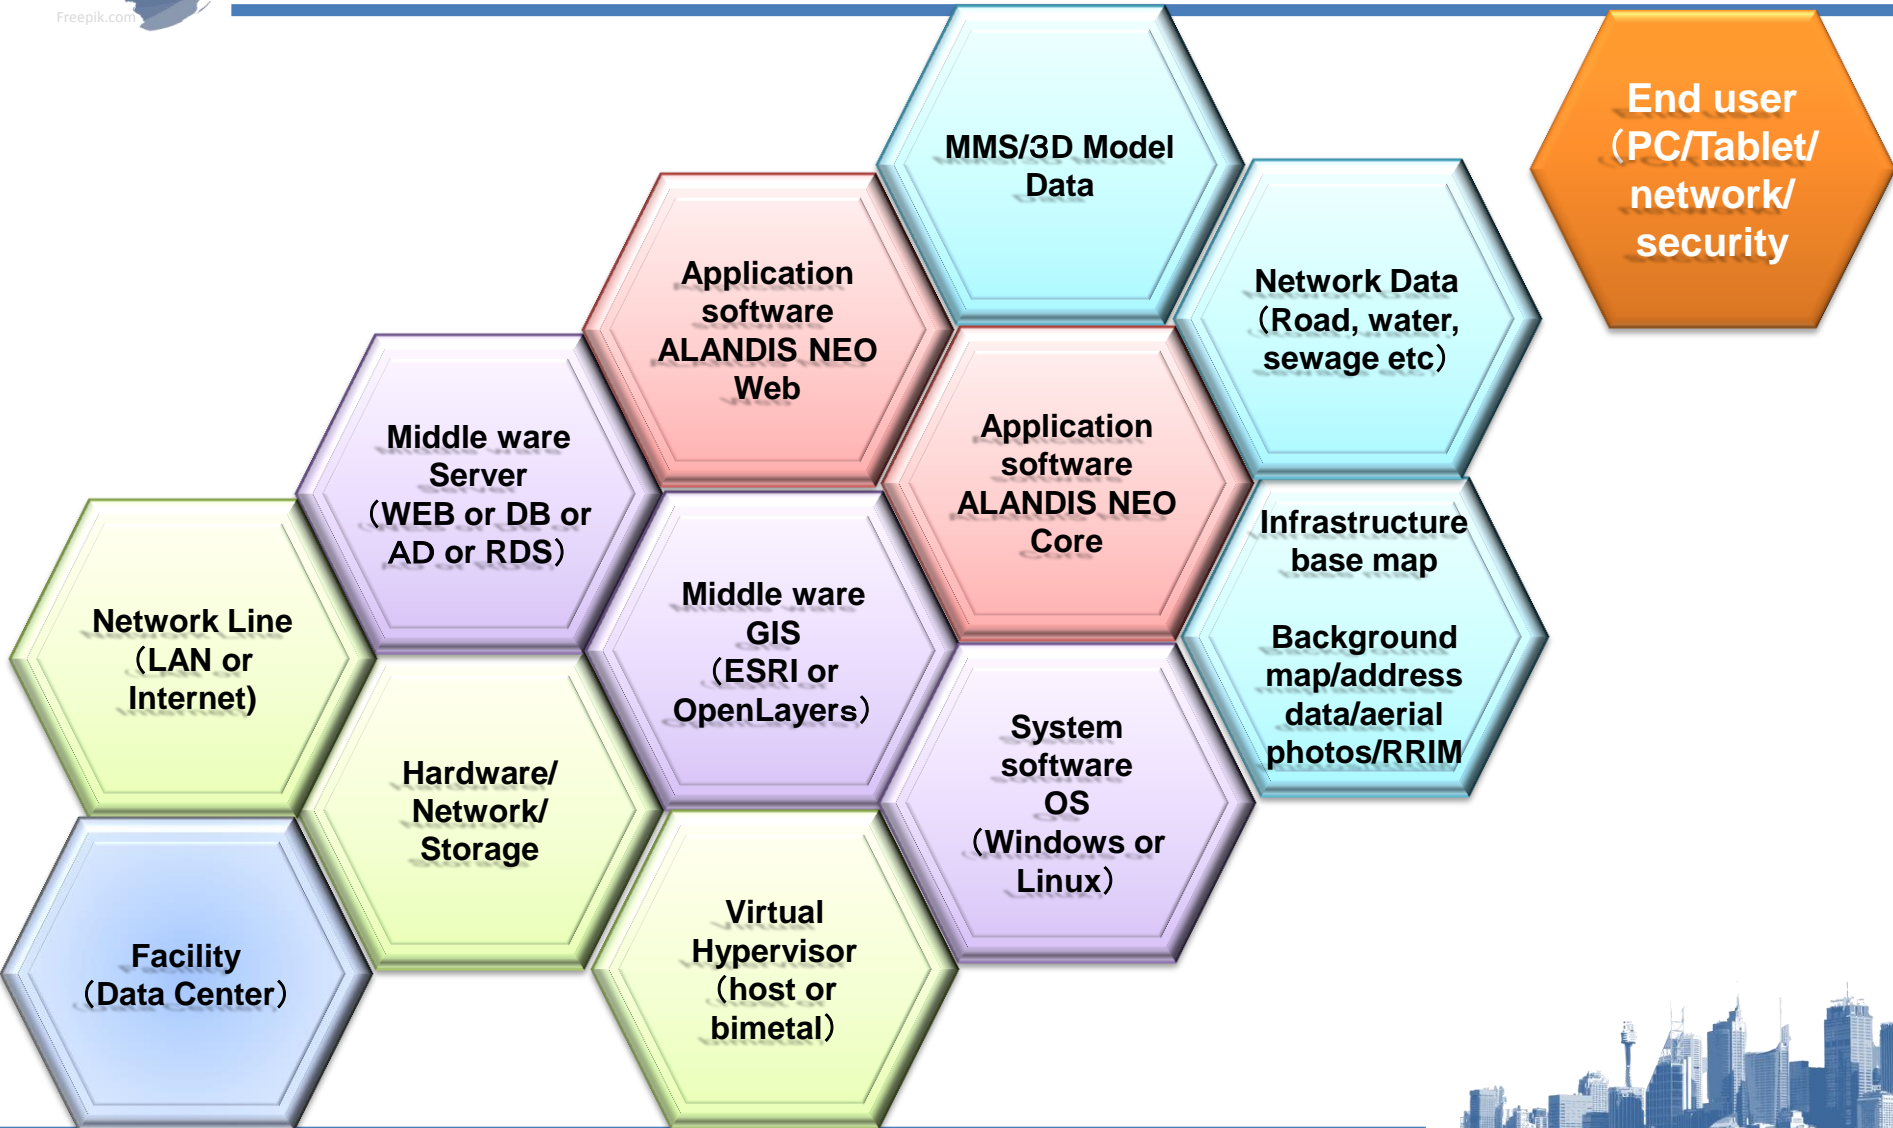 Freepik.com
End user
（PC/Tablet/
network/
security
MMS/3D Model
Data
Network Data
（Road, water,
sewage etc）
Application
software
ALANDIS NEO
Web
Application
software
ALANDIS NEO
Core
Middle ware
Server
（WEB or DB or
AD or RDS）
Infrastructure
base map
Background
map/address
data/aerial
photos/RRIM
Middle ware
GIS
（ESRI or
OpenLayers）
Network Line
（LAN or
Internet)
System
software
OS
（Windows or
Linux）
Hardware/
Network/
Storage
Virtual
Hypervisor
（host or
bimetal）
Facility
（Data Center）